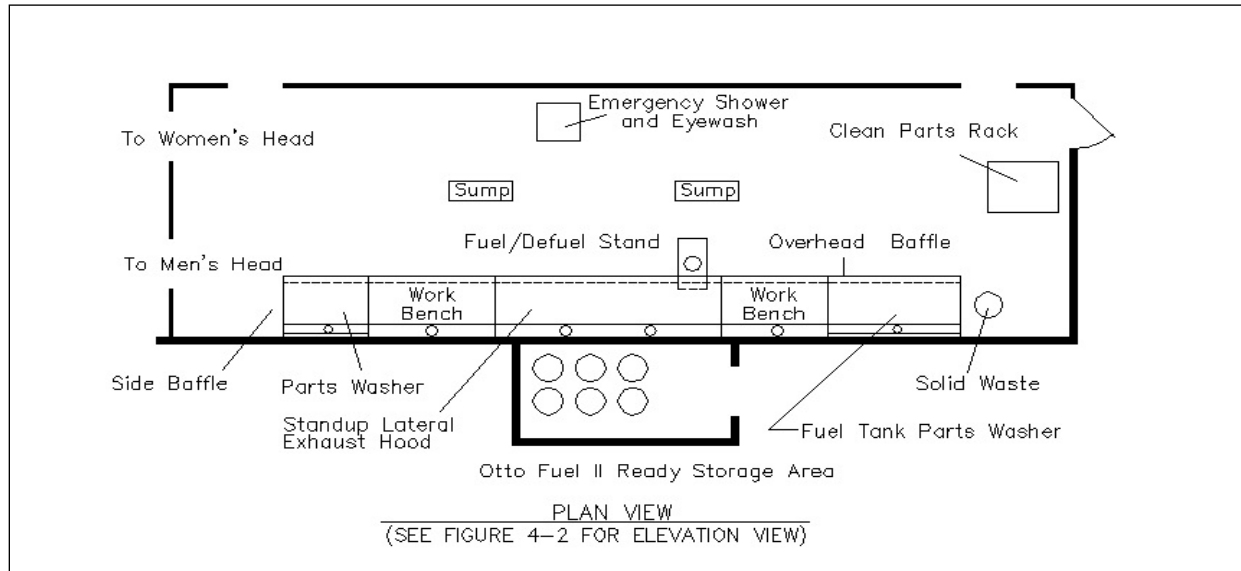 Emergency Shower
and Eyewash
To Women's Head
Clean Parts Rack
Sump
Sump
Fuel/Defuel Stand
Overhead Baffle
To Men's Head
Work
Bench
Work
Bench
Side Baffle
Parts Washer
Solid Waste
Standup Lateral
Exhaust Hood
Fuel Tank Parts Washer
Otto Fuel II Ready Storage Area
PLAN VIEW
(SEE FIGURE 4-2 FOR ELEVATION VIEW)